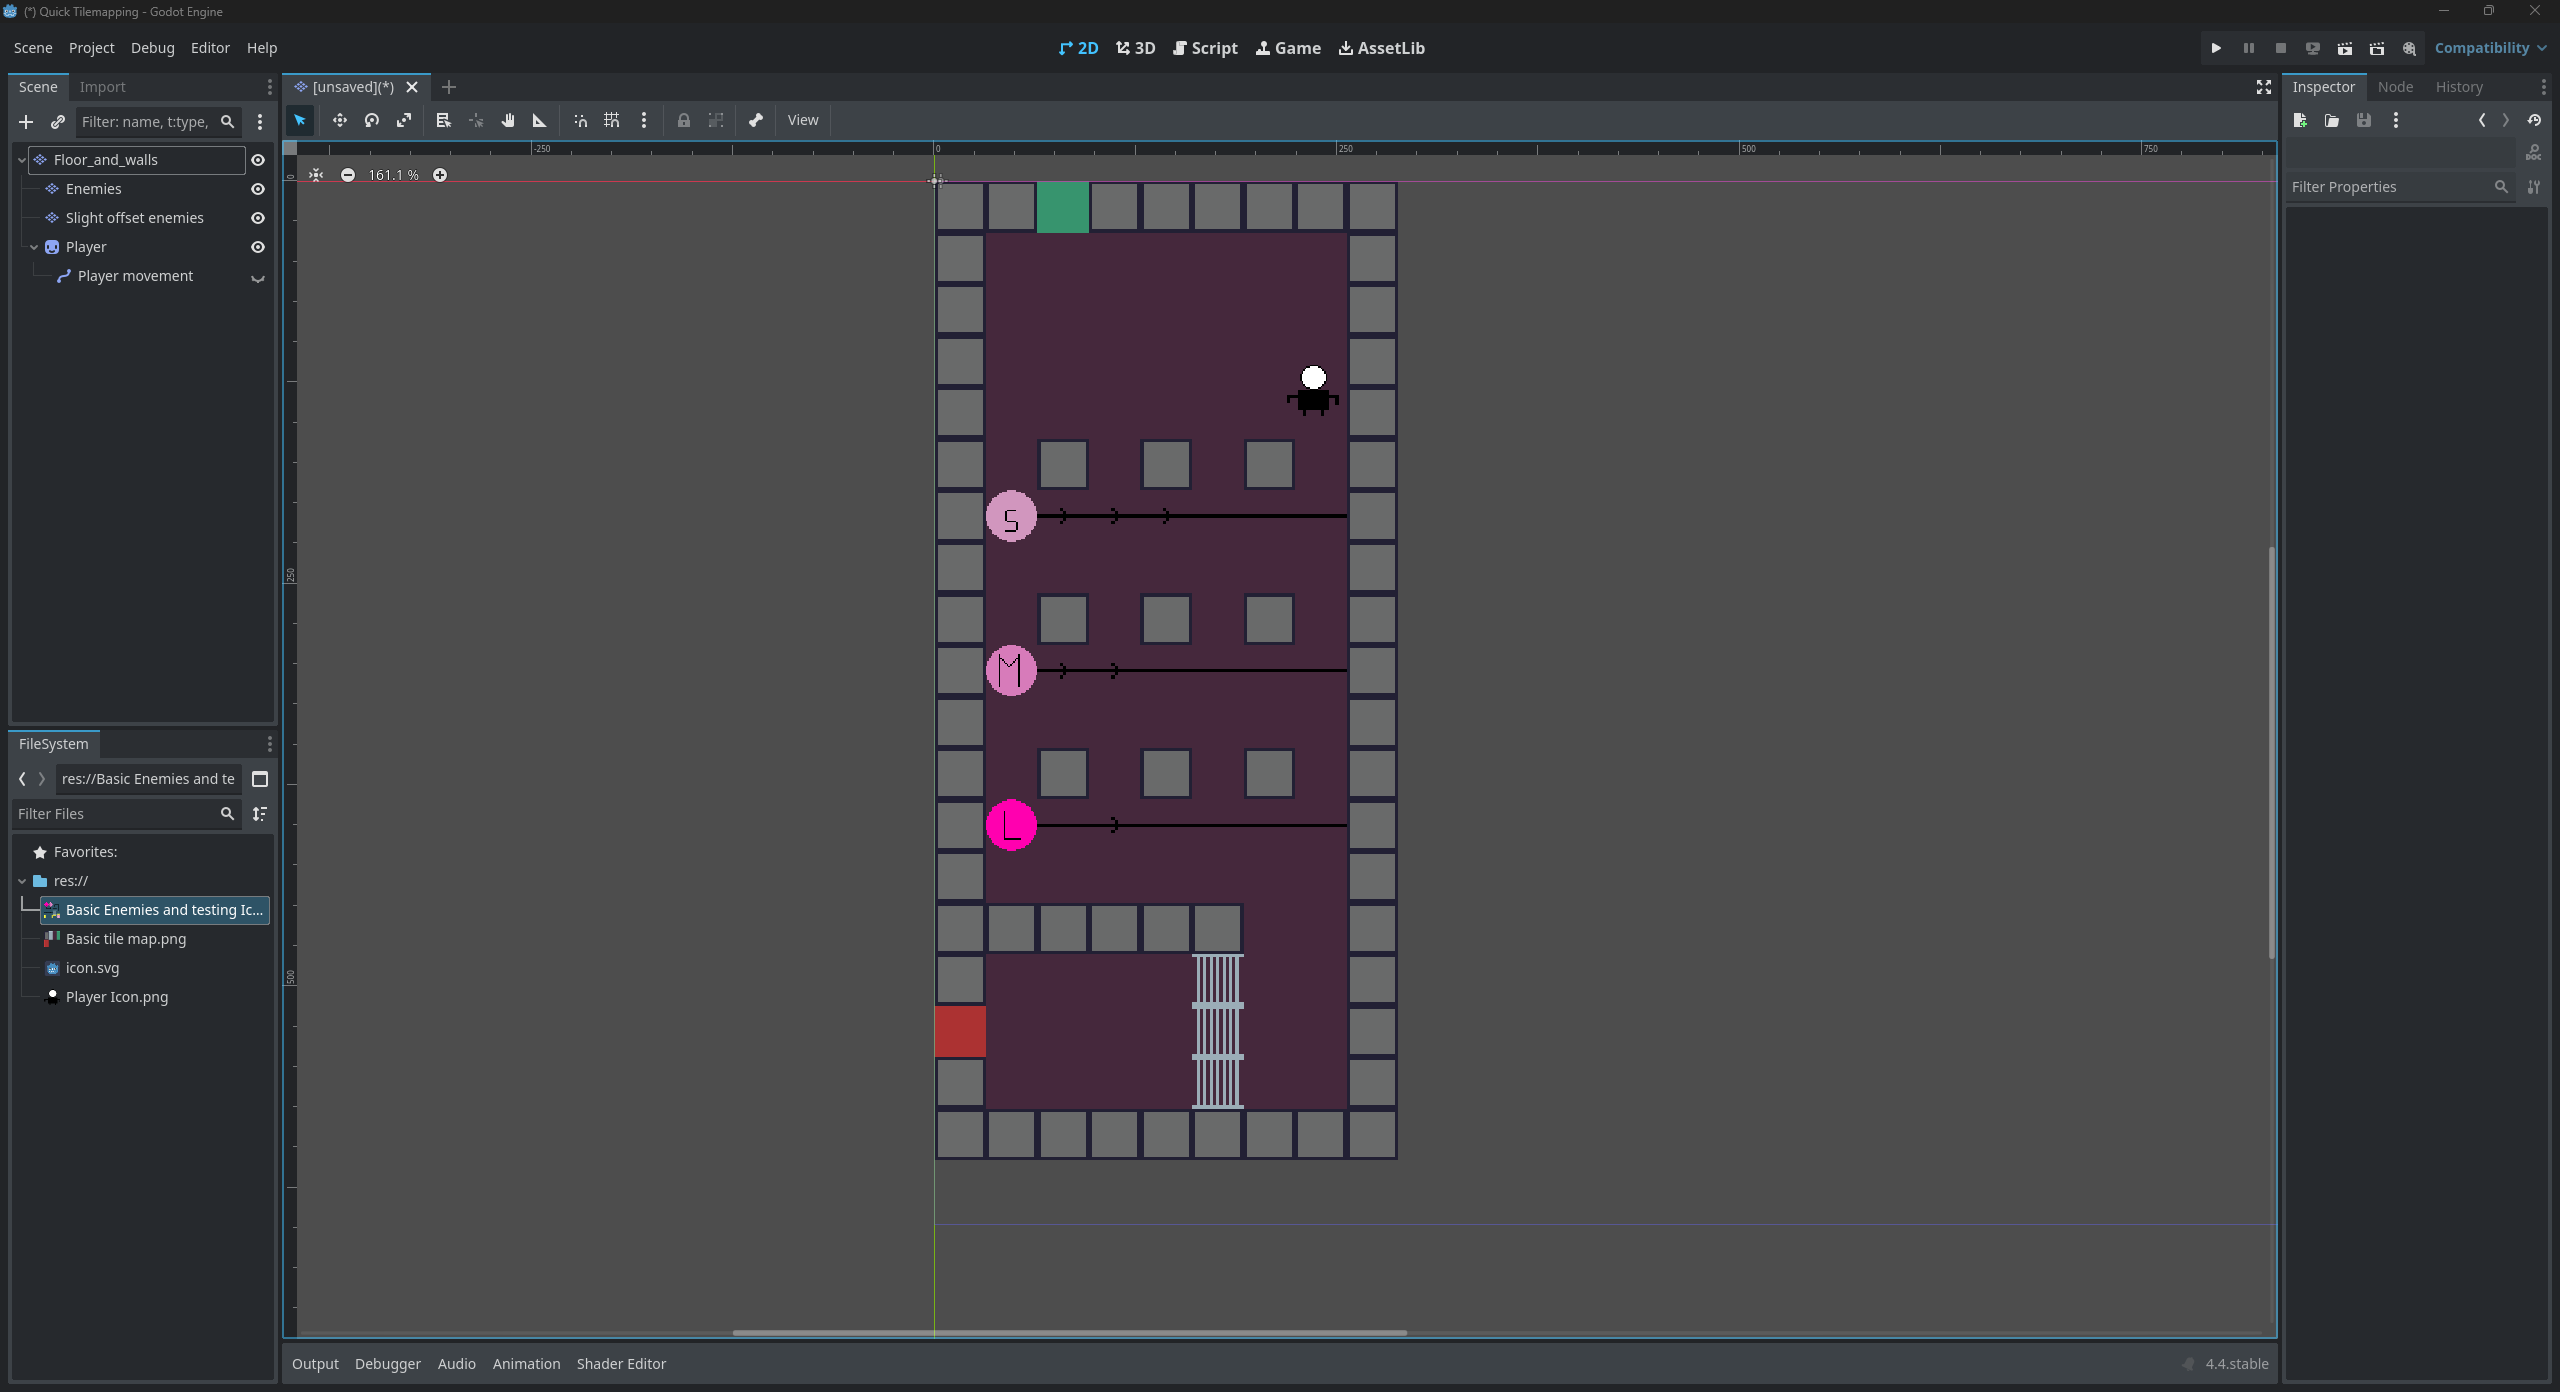 (*) Quick Tilemapping - Godot Engine
Scene Project Debug Editor Help
2D 3D Script Game AssetLib
Compatibility
Scene Import
[unsaved](*)
Inspector Node History
Filter: name, t:type,
View
Floor_and_walls
Enemies
Slight offset enemies
Player
Player movement
-250 0 250 500 750
161.1 %
0
250
500
Filter Properties
S
M
L
FileSystem
res://Basic Enemies and te
Filter Files
Favorites:
res://
Basic Enemies and testing Ic...
Basic tile map.png
icon.svg
Player Icon.png
Output Debugger Audio Animation Shader Editor
4.4.stable